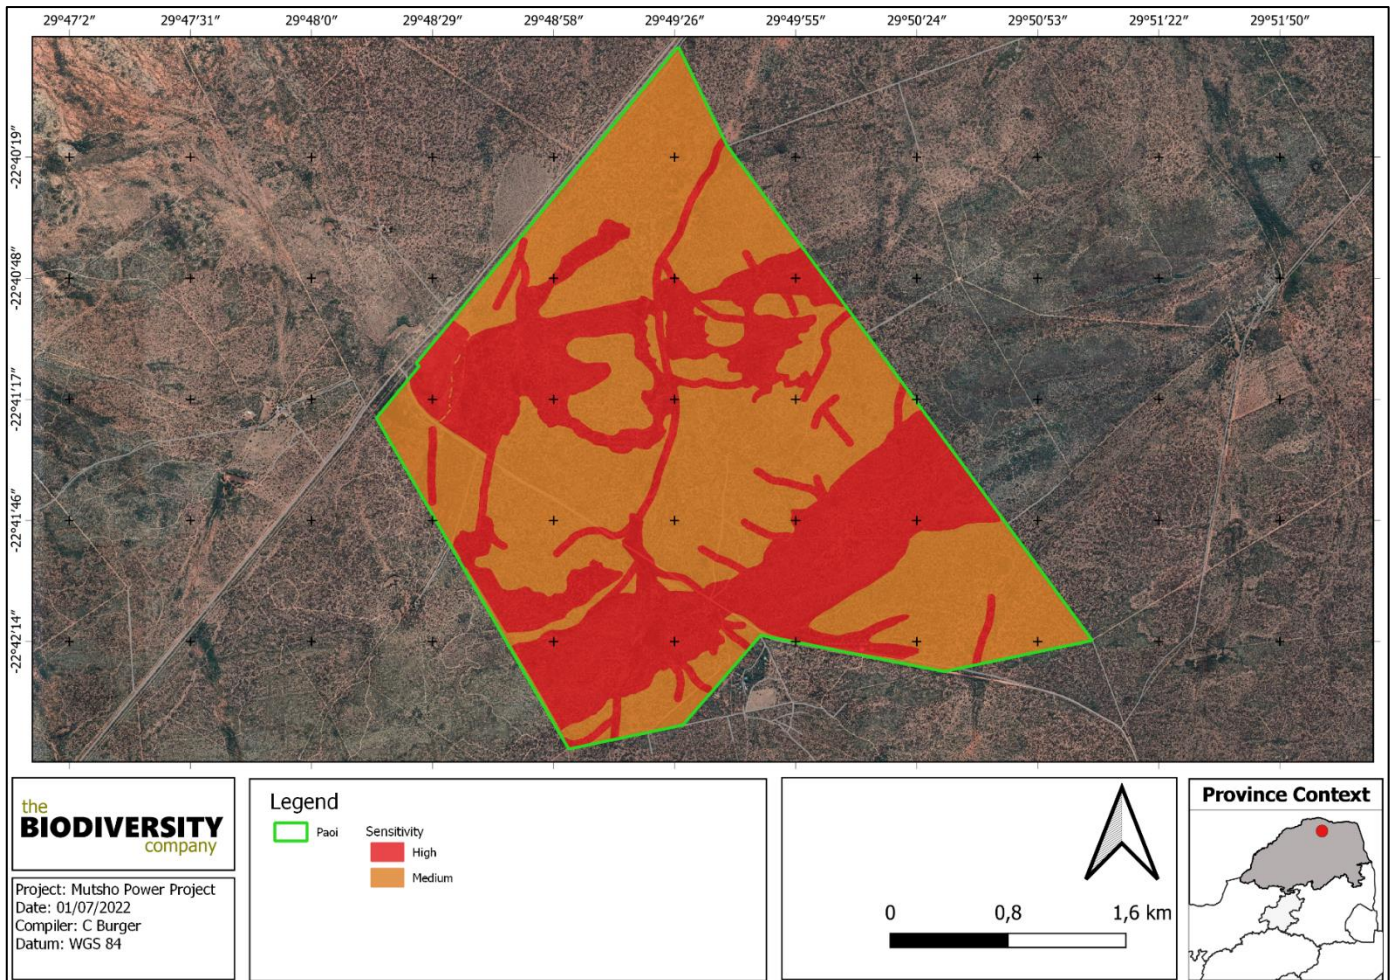 29°47′2″ 29°47′31″ 29°48′0″ 29°48′29″ 29°48′58″ 29°49′26″ 29°49′55″ 29°50′24″ 29°50′53″ 29°51′22″ 29°51′50″
-22°40′19″
-22°40′48″
-22°41′17″
-22°41′46″
-22°42′14″
the
BIODIVERSITY
company
Project: Mutsho Power Project
Date: 01/07/2022
Compiler: C Burger
Datum: WGS 84
Legend
Paoi
Sensitivity
High
Medium
0 0,8 1,6 km
Province Context